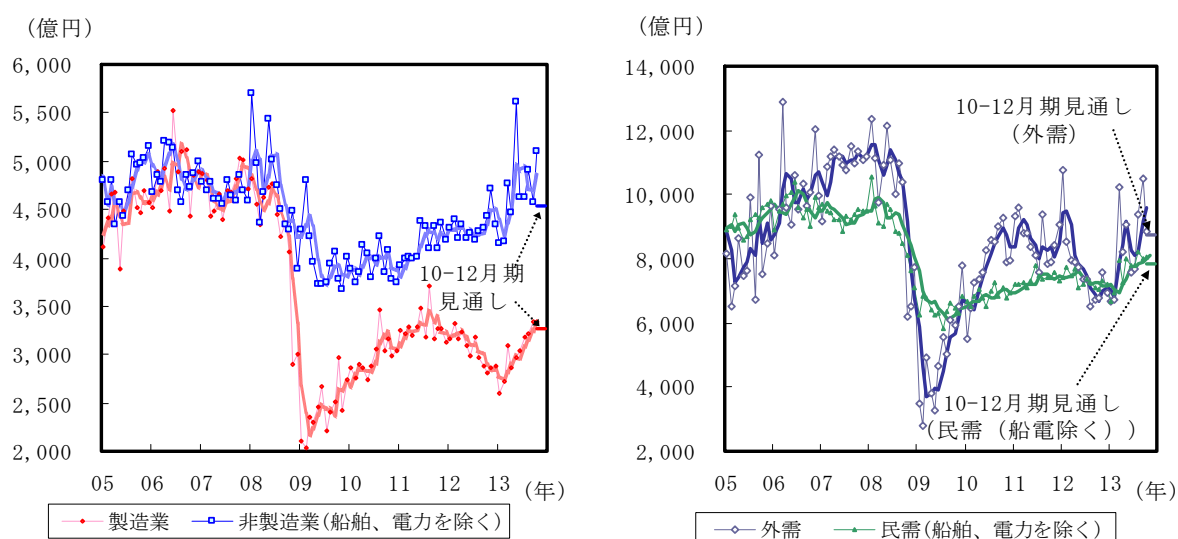 (億円)
6,000
5,500
5,000
4,500
4,000
3,500
3,000
2,500
2,000
10-12月期
見通し
05 06 07 08 09 10 11 12 13 (年)
製造業 非製造業(船舶、電力を除く)
(億円)
14,000
12,000
10,000
8,000
6,000
4,000
2,000
10-12月期見通し
(外需)
10-12月期見通し
(民需(船電除く))
05 06 07 08 09 10 11 12 13 (年)
外需 民需(船舶、電力を除く)